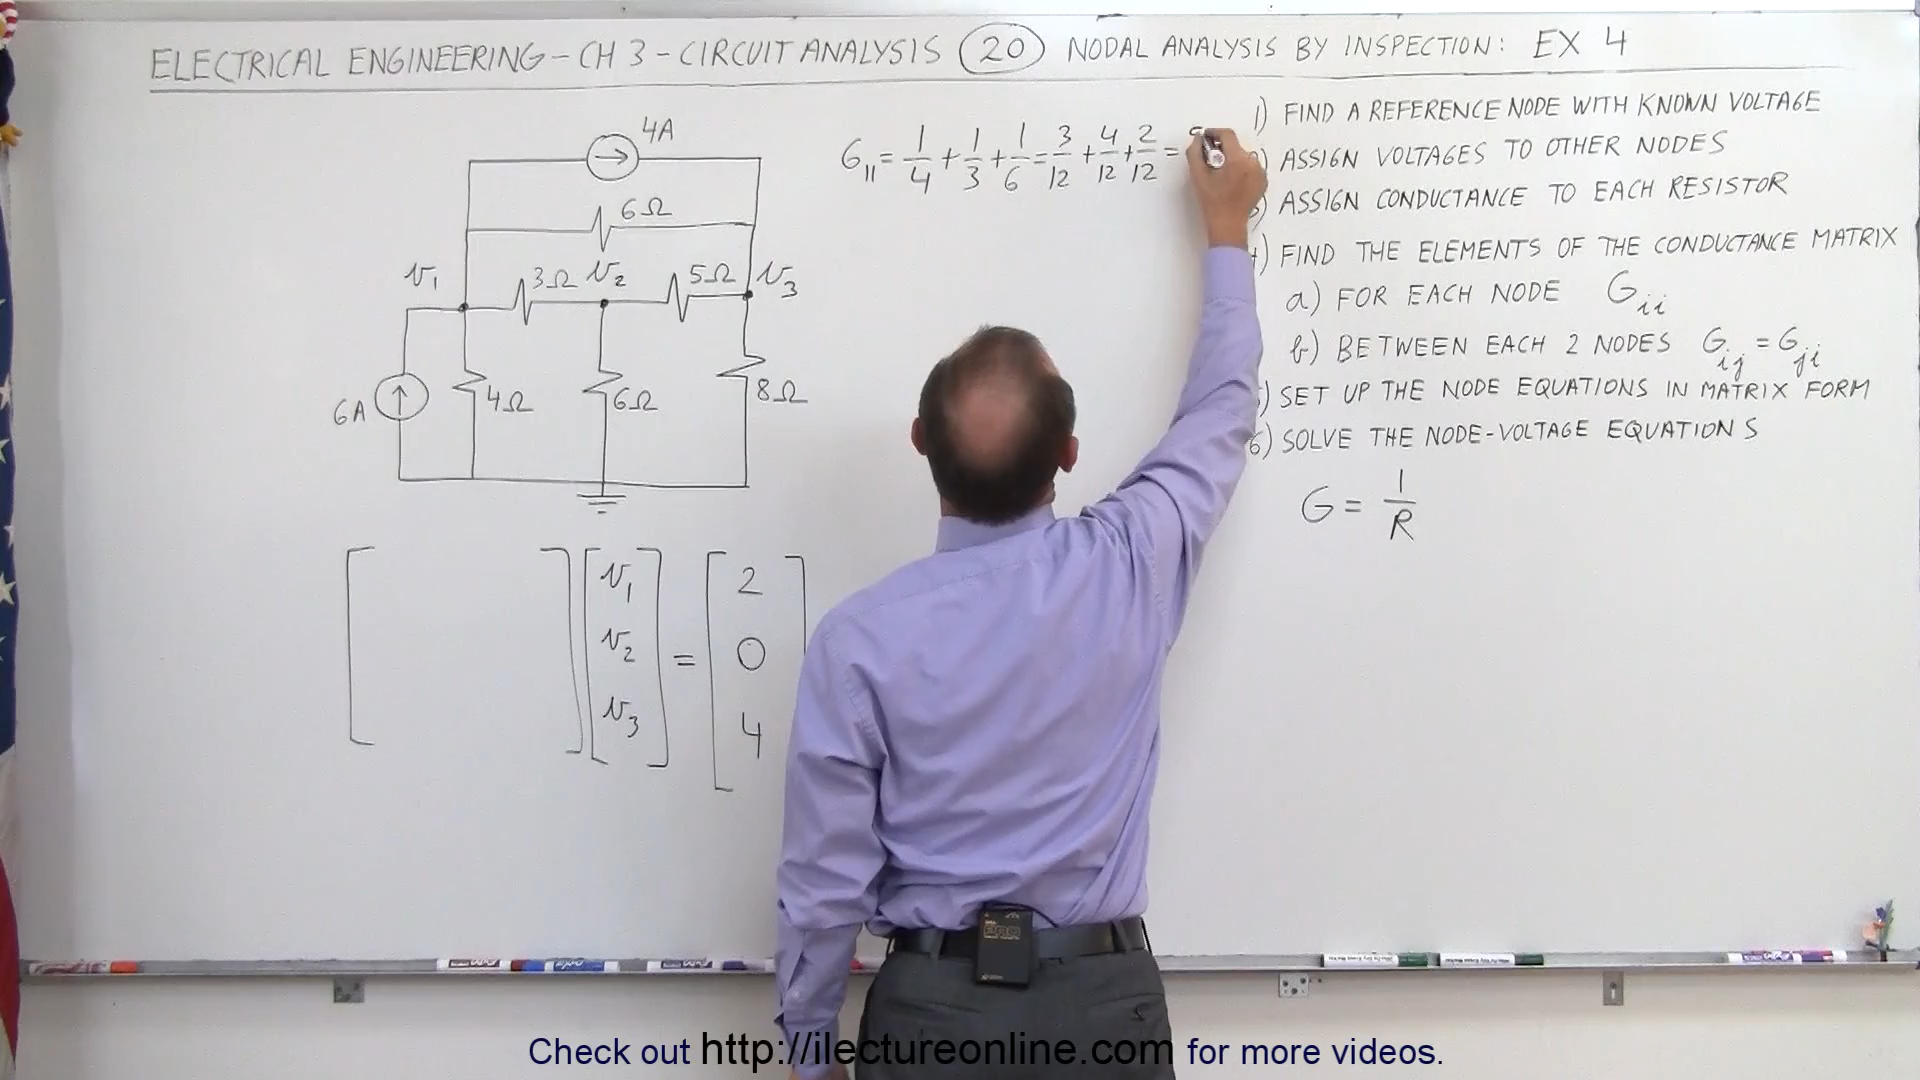 ELECTRICAL ENGINEERING - CH 3 - CIRCUIT ANALYSIS 20 NODAL ANALYSIS BY INSPECTION: EX 4
4A
6Ω
v₁ 3Ω v₂ 5Ω v₃
6A 4Ω 6Ω 8Ω
G₁₁ = 1/4 + 1/3 + 1/6 = 3/12 + 4/12 + 2/12 =
1) FIND A REFERENCE NODE WITH KNOWN VOLTAGE
) ASSIGN VOLTAGES TO OTHER NODES
) ASSIGN CONDUCTANCE TO EACH RESISTOR
) FIND THE ELEMENTS OF THE CONDUCTANCE MATRIX
a) FOR EACH NODE Gᵢᵢ
b) BETWEEN EACH 2 NODES Gᵢⱼ = Gⱼᵢ
) SET UP THE NODE EQUATIONS IN MATRIX FORM
6) SOLVE THE NODE-VOLTAGE EQUATIONS
G = 1/R
v₁ 2
v₂ = 0
v₃ 4
Check out http://ilectureonline.com for more videos.